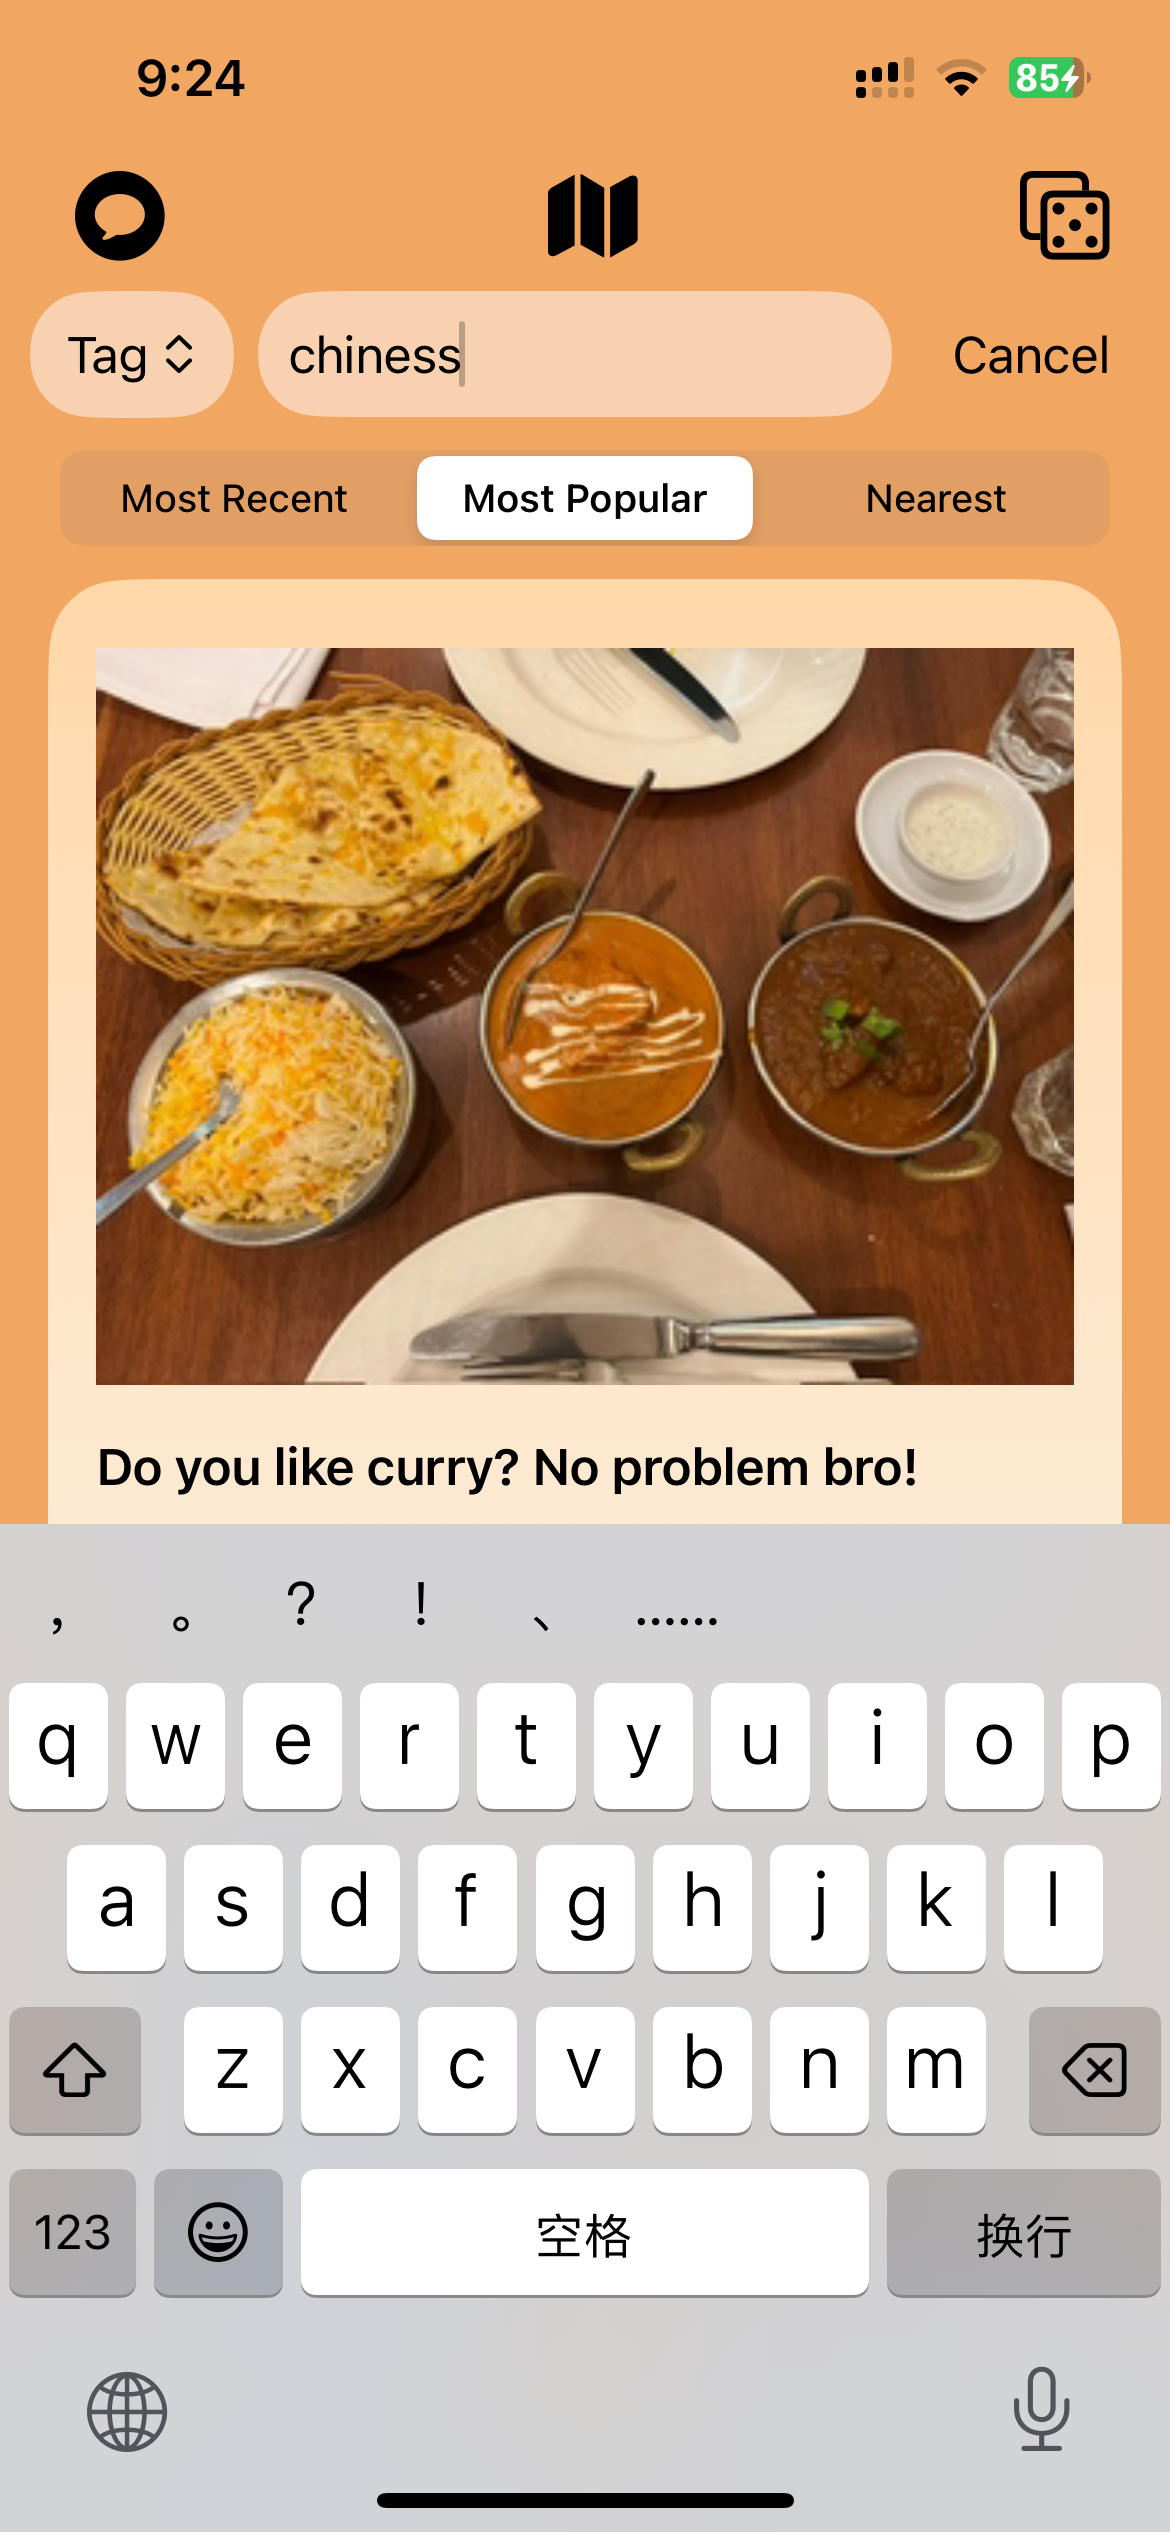 9:24
85
Tag
chiness
Cancel
Most Recent
Most Popular
Nearest
Do you like curry? No problem bro!
， 。 ? ! 、 ……
q w e r t y u i o p
a s d f g h j k l
z x c v b n m
123 空格 换行